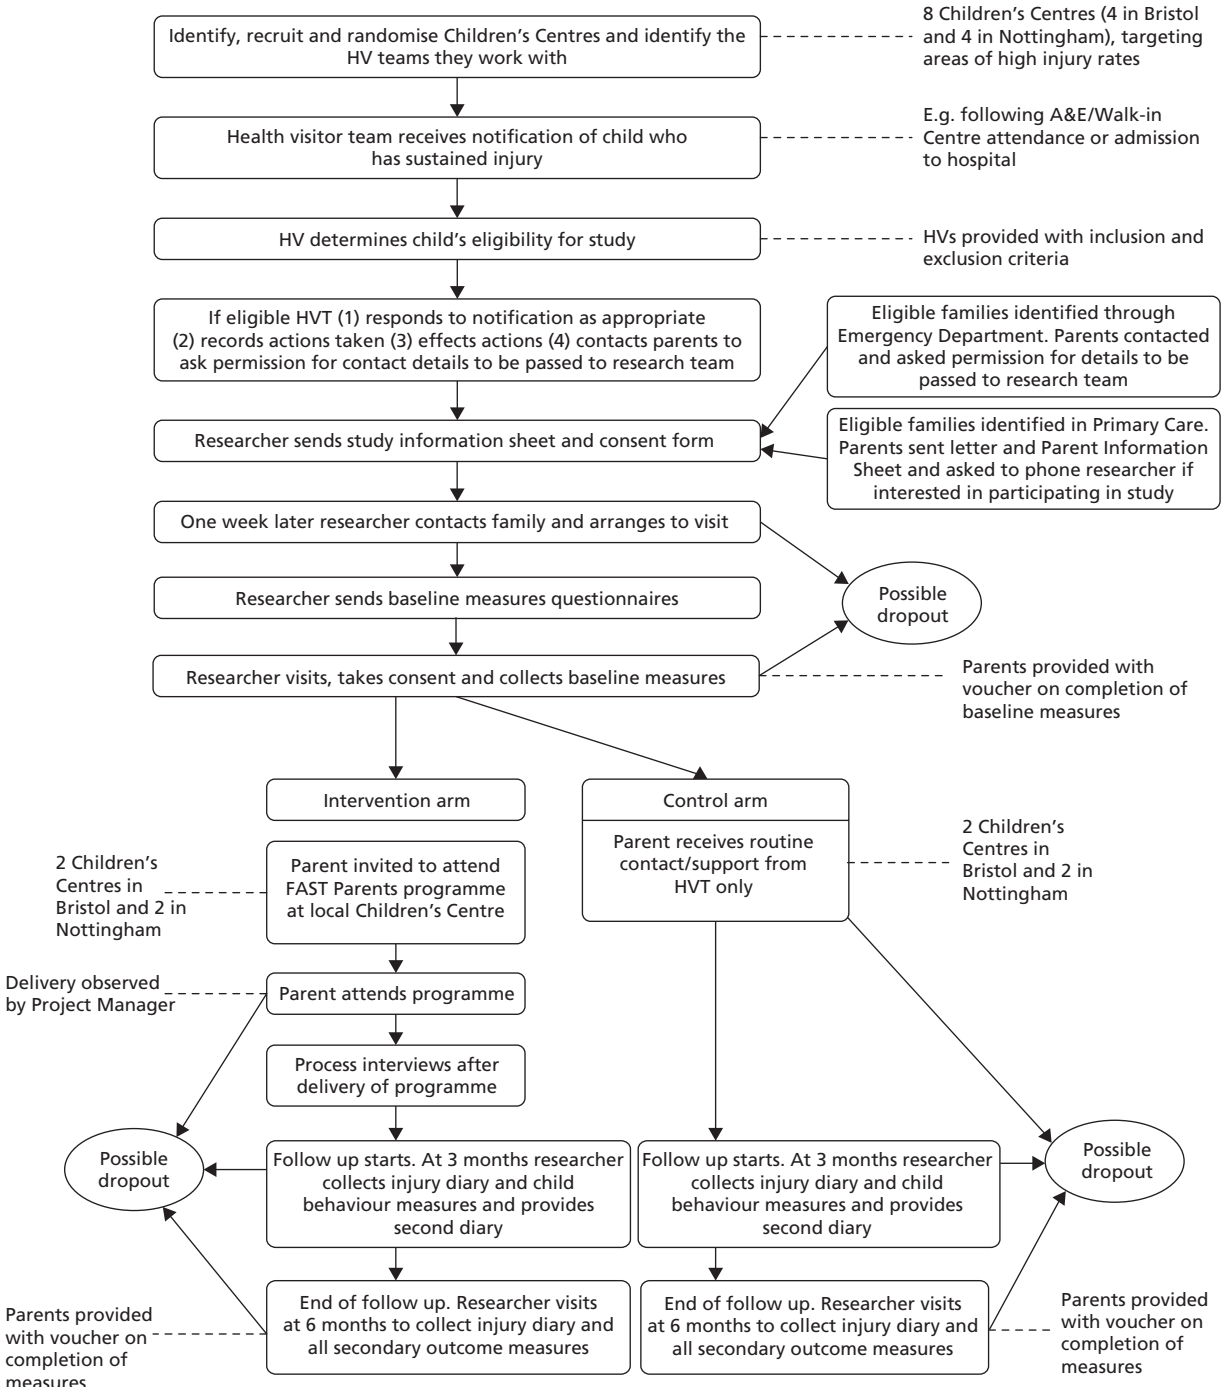 Identify, recruit and randomise Children's Centres and identify the
HV teams they work with
8 Children's Centres (4 in Bristol
and 4 in Nottingham), targeting
areas of high injury rates
Health visitor team receives notification of child who
has sustained injury
E.g. following A&E/Walk-in
Centre attendance or admission
to hospital
HV determines child's eligibility for study
HVs provided with inclusion and
exclusion criteria
If eligible HVT (1) responds to notification as appropriate
(2) records actions taken (3) effects actions (4) contacts parents to
ask permission for contact details to be passed to research team
Eligible families identified through
Emergency Department. Parents contacted
and asked permission for details to be
passed to research team
Researcher sends study information sheet and consent form
Eligible families identified in Primary Care.
Parents sent letter and Parent Information
Sheet and asked to phone researcher if
interested in participating in study
One week later researcher contacts family and arranges to visit
Possible
dropout
Researcher sends baseline measures questionnaires
Researcher visits, takes consent and collects baseline measures
Parents provided with
voucher on completion of
baseline measures
Intervention arm
Control arm
2 Children's
Centres in
Bristol and 2 in
Nottingham
Parent invited to attend
FAST Parents programme
at local Children's Centre
Parent receives routine
contact/support from
HVT only
2 Children's
Centres in
Bristol and 2 in
Nottingham
Delivery observed
by Project Manager
Parent attends programme
Process interviews after
delivery of programme
Possible
dropout
Follow up starts. At 3 months researcher
collects injury diary and child
behaviour measures and provides
second diary
Follow up starts. At 3 months researcher
collects injury diary and child
behaviour measures and provides
second diary
Possible
dropout
Parents provided
with voucher on
completion of
measures
End of follow up. Researcher visits
at 6 months to collect injury diary and
all secondary outcome measures
End of follow up. Researcher visits
at 6 months to collect injury diary and
all secondary outcome measures
Parents provided
with voucher on
completion of
measures